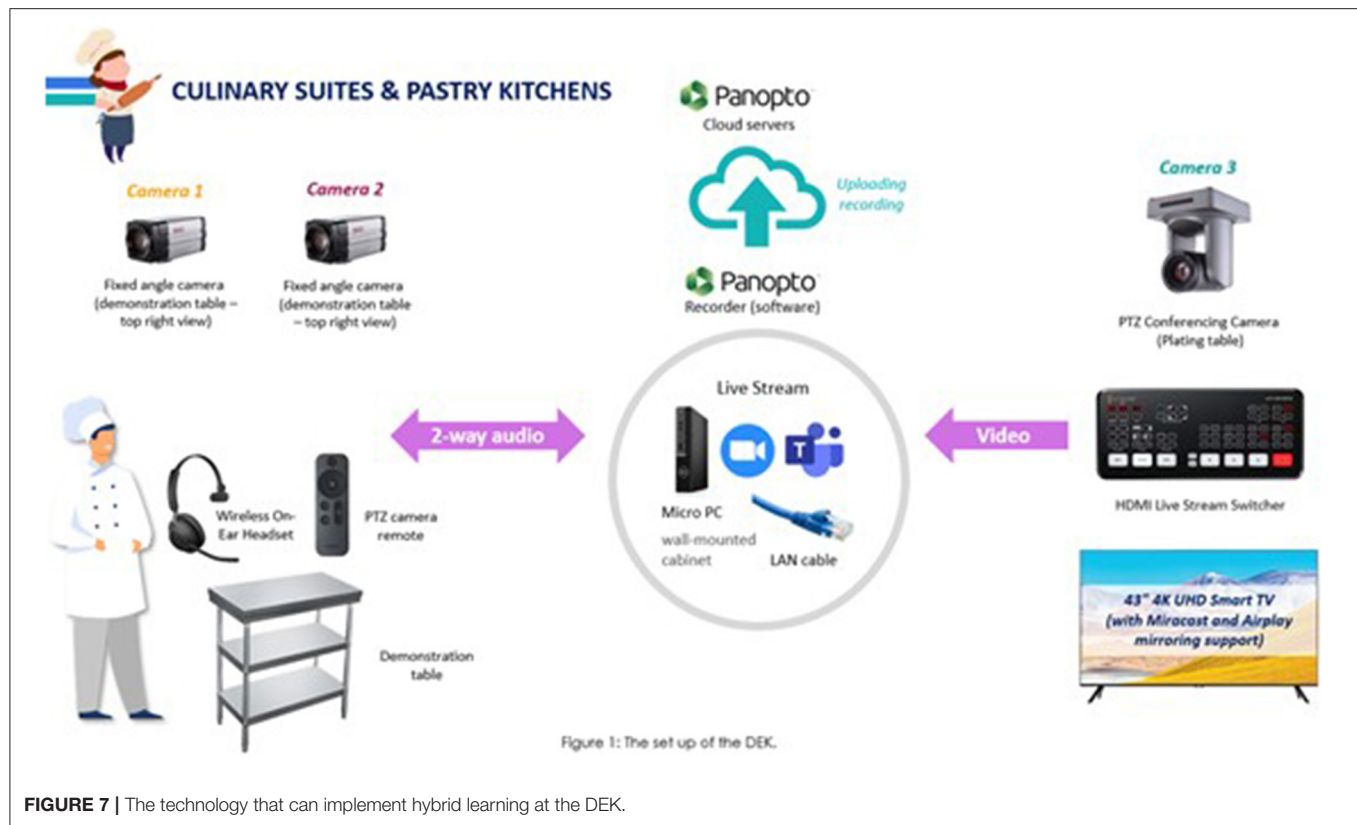 CULINARY SUITES & PASTRY KITCHENS
Panopto
Cloud servers
Uploading
recording
Camera 1
Fixed angle camera
(demonstration table –
top right view)
Camera 2
Fixed angle camera
(demonstration table
– top right view)
Camera 3
PTZ Conferencing Camera
(Plating table)
Panopto
Recorder (software)
Live Stream
2-way audio
Video
Micro PC
wall-mounted
cabinet
LAN cable
Wireless On-
Ear Headset
PTZ camera
remote
Demonstration
table
HDMI Live Stream Switcher
43" 4K UHD Smart TV
(with Miracast and Airplay
mirroring support)
Figure 1: The set up of the DEK.
FIGURE 7 | The technology that can implement hybrid learning at the DEK.